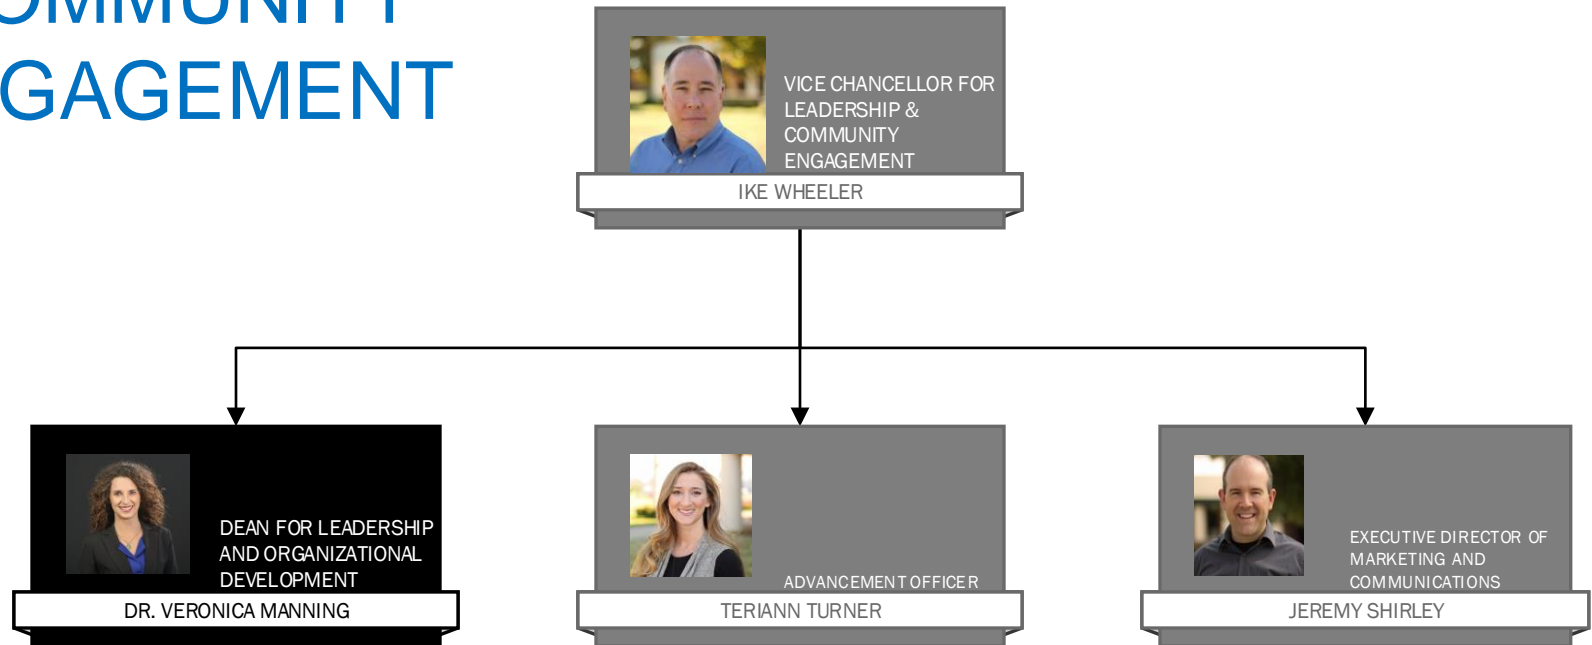 OMMUNITY
GAGEMENT
VICE CHANCELLOR FOR
LEADERSHIP &
COMMUNITY
ENGAGEMENT
IKE WHEELER
DEAN FOR LEADERSHIP
AND ORGANIZATIONAL
DEVELOPMENT
DR. VERONICA MANNING
ADVANCEMENT OFFICER
TERIANN TURNER
EXECUTIVE DIRECTOR OF
MARKETING AND
COMMUNICATIONS
JEREMY SHIRLEY